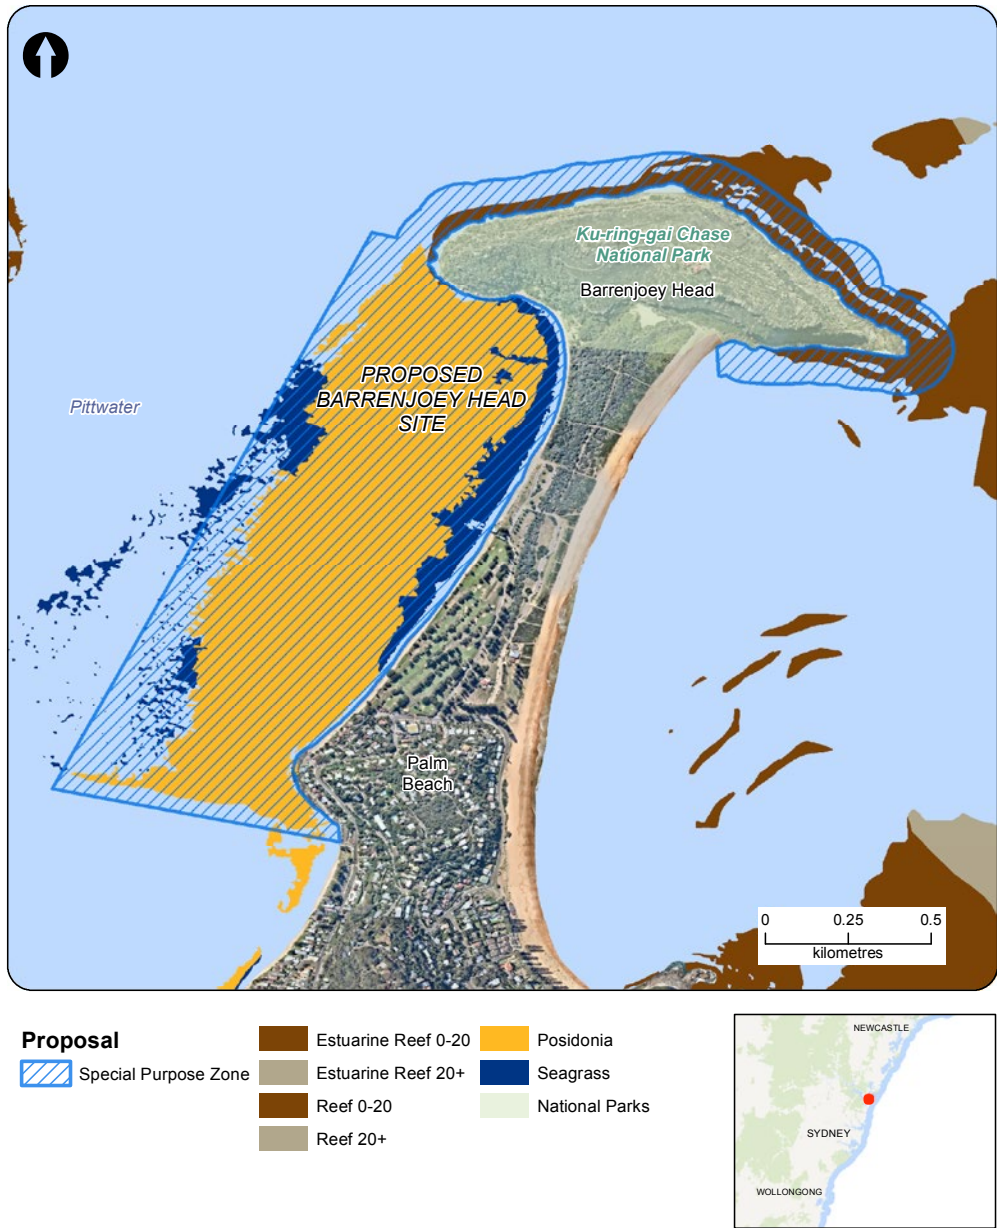 Ku-ring-gai Chase
National Park
Barrenjoey Head
PROPOSED
BARRENJOEY HEAD
SITE
Pittwater
Palm
Beach
0 0.25 0.5
kilometres
Proposal
Special Purpose Zone
Estuarine Reef 0-20
Estuarine Reef 20+
Reef 0-20
Reef 20+
Posidonia
Seagrass
National Parks
NEWCASTLE
SYDNEY
WOLLONGONG